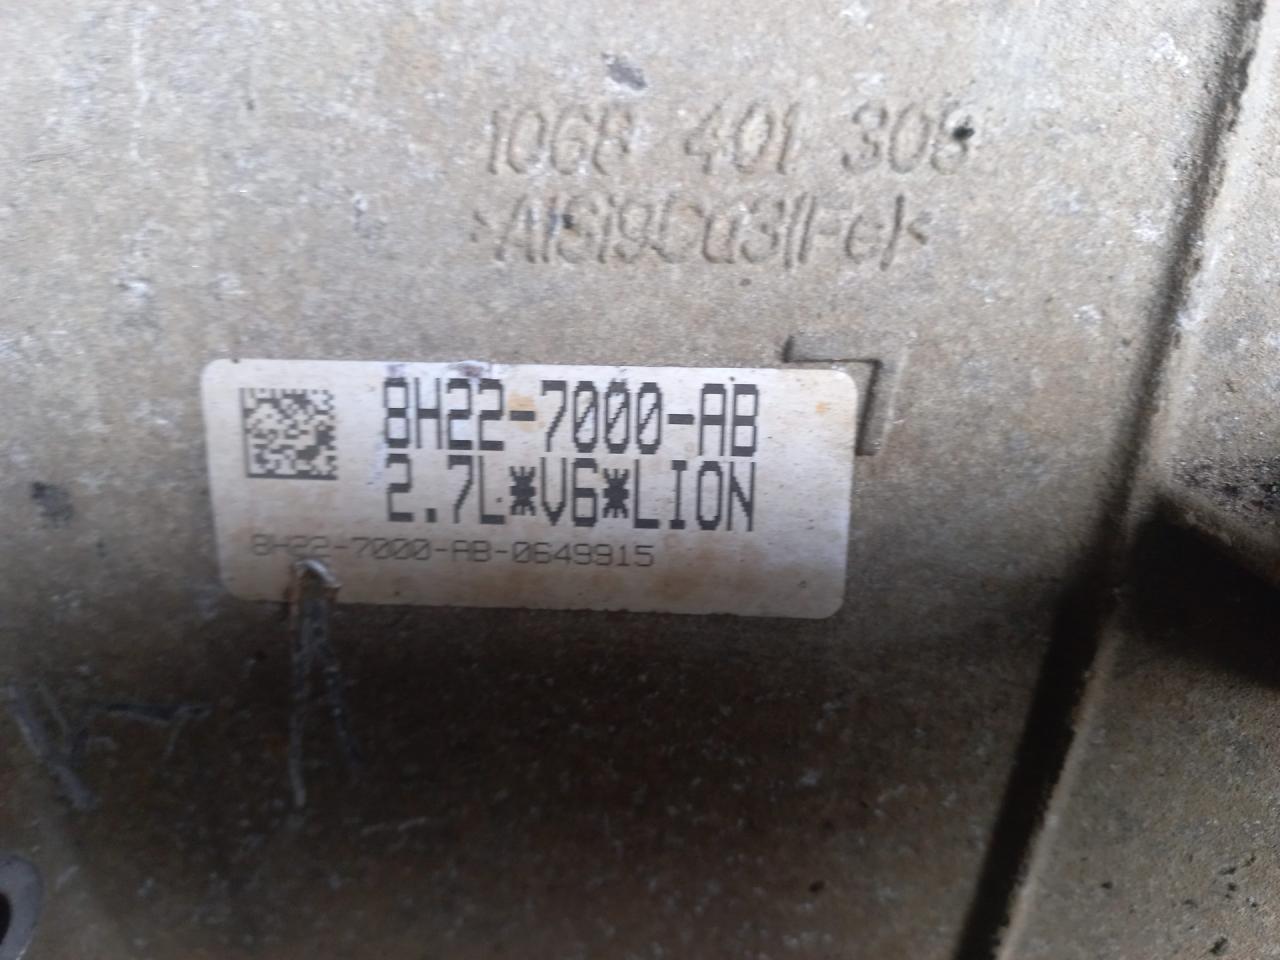 1068 401 308
>AlSi9Cu3(Fe)<
8H22-7000-AB
2.7L*V6*LION
8H22-7000-AB-0649915